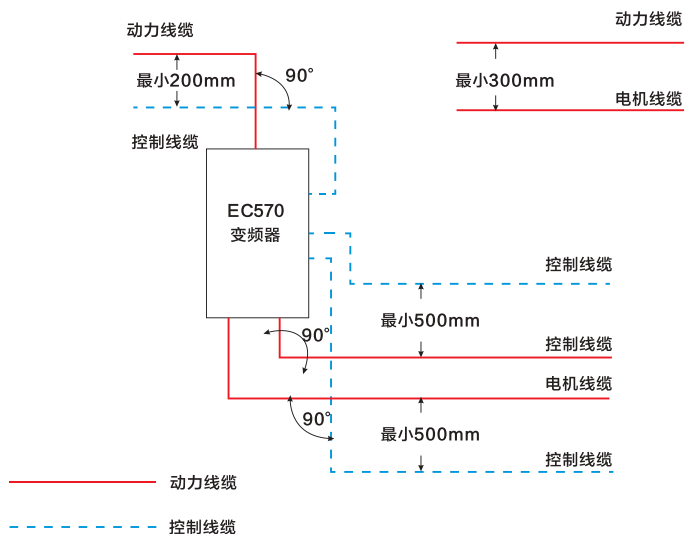 动力线缆
动力线缆
最小200mm
90°
最小300mm
电机线缆
控制线缆
EC570
变频器
控制线缆
最小500mm
90°
控制线缆
电机线缆
90°
最小500mm
控制线缆
动力线缆
控制线缆